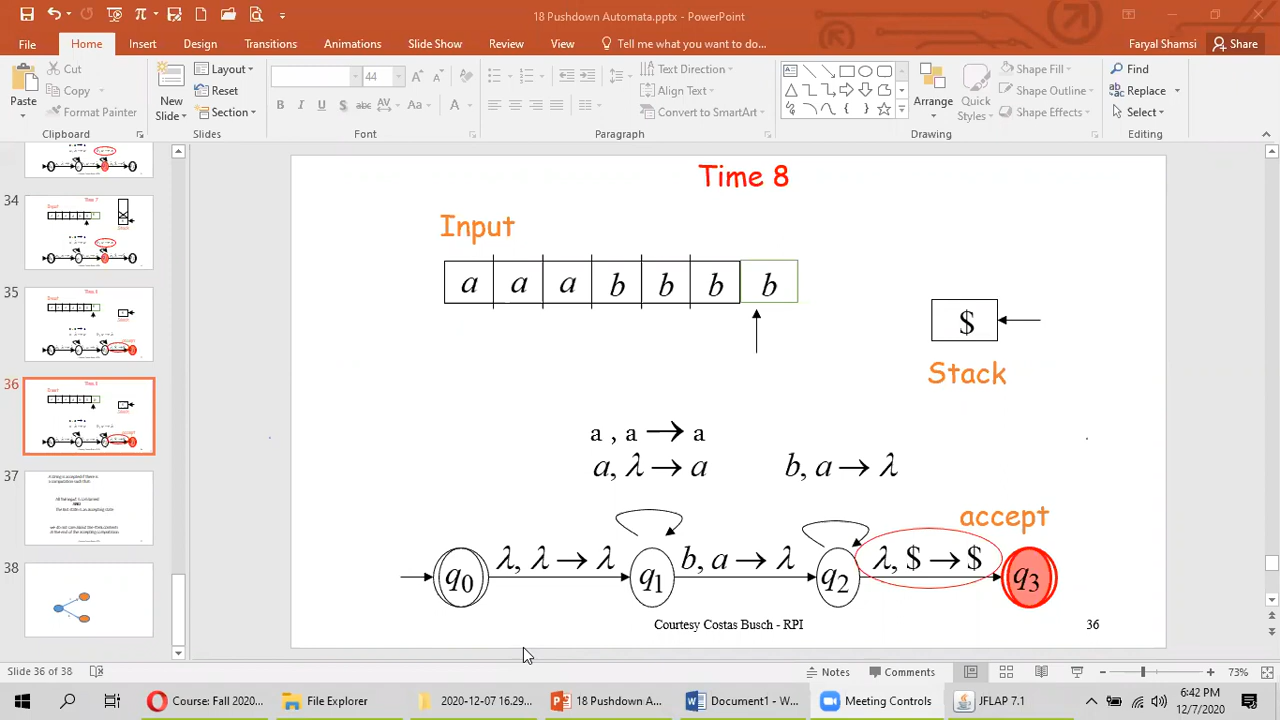 18 Pushdown Automata.pptx - PowerPoint
File Home Insert Design Transitions Animations Slide Show Review View Tell me what you want to do... Faryal Shamsi Share
Cut Layout 44 Text Direction Shape Fill Find
Paste Copy New Slide Reset Align Text Arrange Quick Styles Shape Outline Replace
Format Painter Section Convert to SmartArt Shape Effects Select
Clipboard Slides Font Paragraph Drawing Editing
34
35
36
37
38
Time 8
Input
a a a b b b b
$
Stack
a , a → a
a, λ → a b, a → λ
accept
q0 λ, λ → λ q1 b, a → λ q2 λ, $ → $ q3
Courtesy Costas Busch - RPI 36
Slide 36 of 38 Notes Comments 73%
Course: Fall 2020... File Explorer 2020-12-07 16.29... 18 Pushdown Aut... Document1 - W... Meeting Controls JFLAP 7.1 6:42 PM
12/7/2020